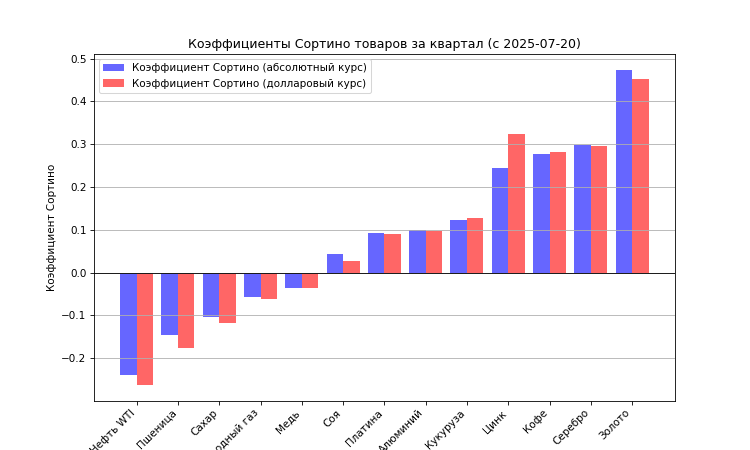 Коэффициенты Сортино товаров за квартал (с 2025-07-20)
Коэффициент Сортино (абсолютный курс)
Коэффициент Сортино (долларовый курс)
Коэффициент Сортино
0.5
0.4
0.3
0.2
0.1
0.0
−0.1
−0.2
Нефть WTI
Пшеница
Сахар
одный газ
Медь
Соя
Платина
Алюминий
Кукуруза
Цинк
Кофе
Серебро
Золото